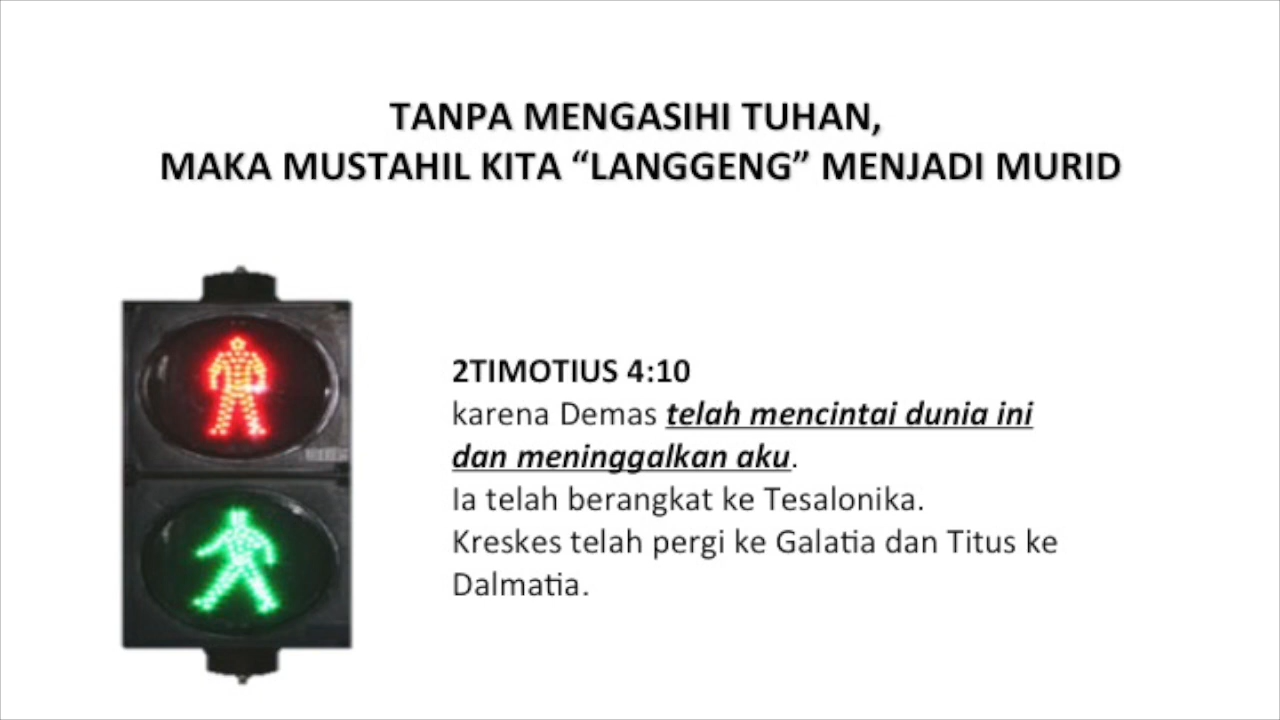 TANPA MENGASIHI TUHAN,
MAKA MUSTAHIL KITA “LANGGENG” MENJADI MURID
2TIMOTIUS 4:10
karena Demas telah mencintai dunia ini
dan meninggalkan aku.
Ia telah berangkat ke Tesalonika.
Kreskes telah pergi ke Galatia dan Titus ke
Dalmatia.